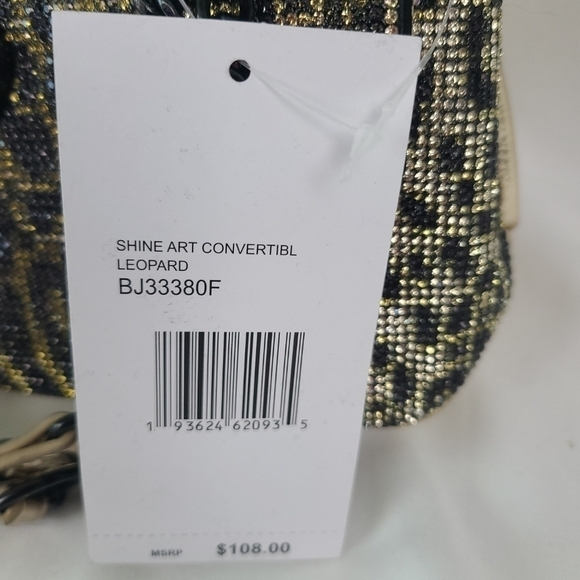 SHINE ART CONVERTIBL
LEOPARD
BJ33380F
1 93624 62093 5
MSRP $108.00